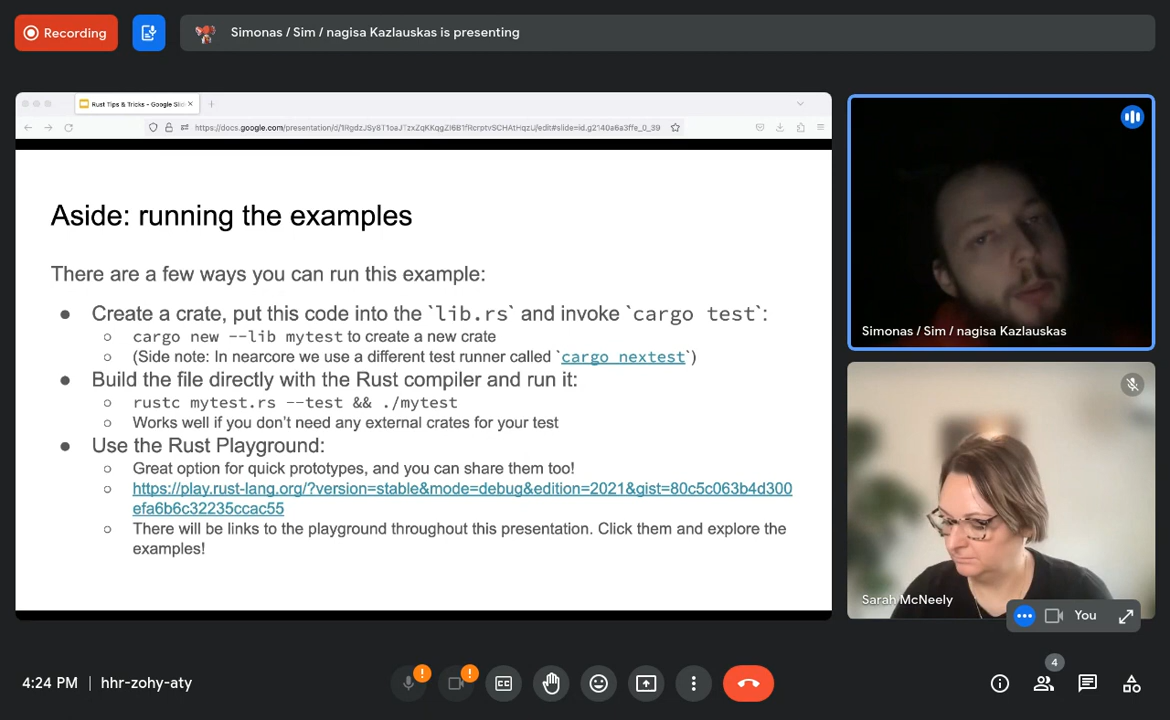 Recording
Simonas / Sim / nagisa Kazlauskas is presenting
Rust Tips & Tricks - Google Sli
Aside: running the examples
There are a few ways you can run this example:
● Create a crate, put this code into the `lib.rs` and invoke `cargo test`:
○ cargo new --lib mytest to create a new crate
○ (Side note: In nearcore we use a different test runner called `cargo nextest`)
● Build the file directly with the Rust compiler and run it:
○ rustc mytest.rs --test && ./mytest
○ Works well if you don't need any external crates for your test
● Use the Rust Playground:
○ Great option for quick prototypes, and you can share them too!
○ https://play.rust-lang.org/?version=stable&mode=debug&edition=2021&gist=80c5c063b4d300
efa6b6c32235ccac55
○ There will be links to the playground throughout this presentation. Click them and explore the
examples!
Simonas / Sim / nagisa Kazlauskas
Sarah McNeely
You
4:24 PM | hhr-zohy-aty
4